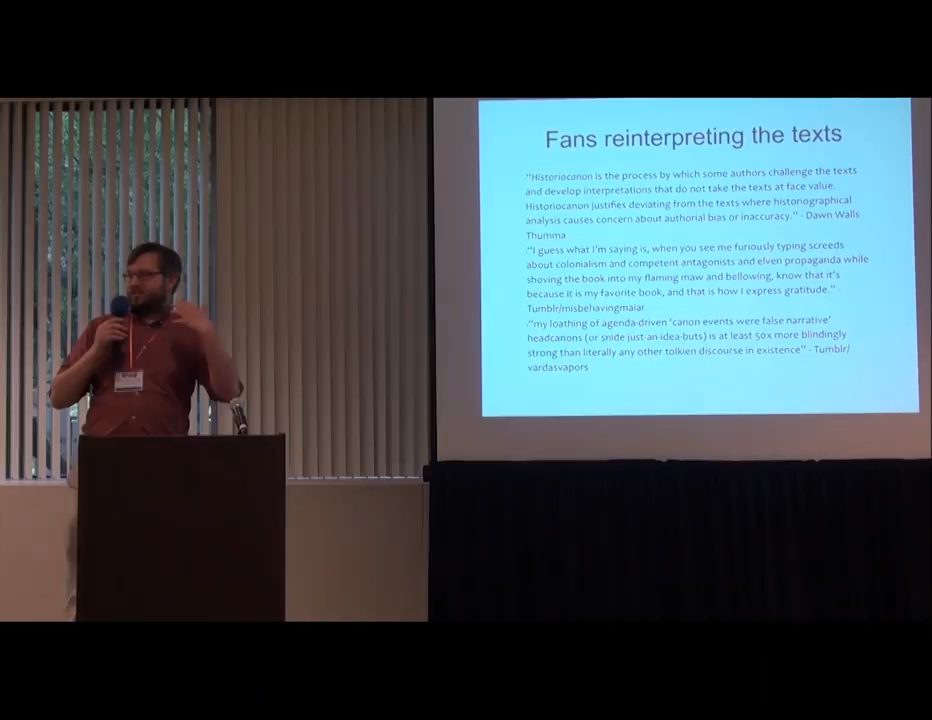 Fans reinterpreting the texts
"Historiocanon is the process by which some authors challenge the texts
and develop interpretations that do not take the texts at face value.
Historiocanon justifies deviating from the texts where historiographical
analysis causes concern about authorial bias or inaccuracy." - Dawn Walls
Thumma
"I guess what I'm saying is, when you see me furiously typing screeds
about colonialism and competent antagonists and elven propaganda while
shoving the book into my flaming maw and bellowing, know that it's
because it is my favorite book, and that is how I express gratitude." -
Tumblr/misbehavingmaiar
"my loathing of agenda-driven 'canon events were false narrative'
headcanons (or snide just-an-idea-buts) is at least 50x more blindingly
strong than literally any other tolkien discourse in existence" - Tumblr/
vardasvapors